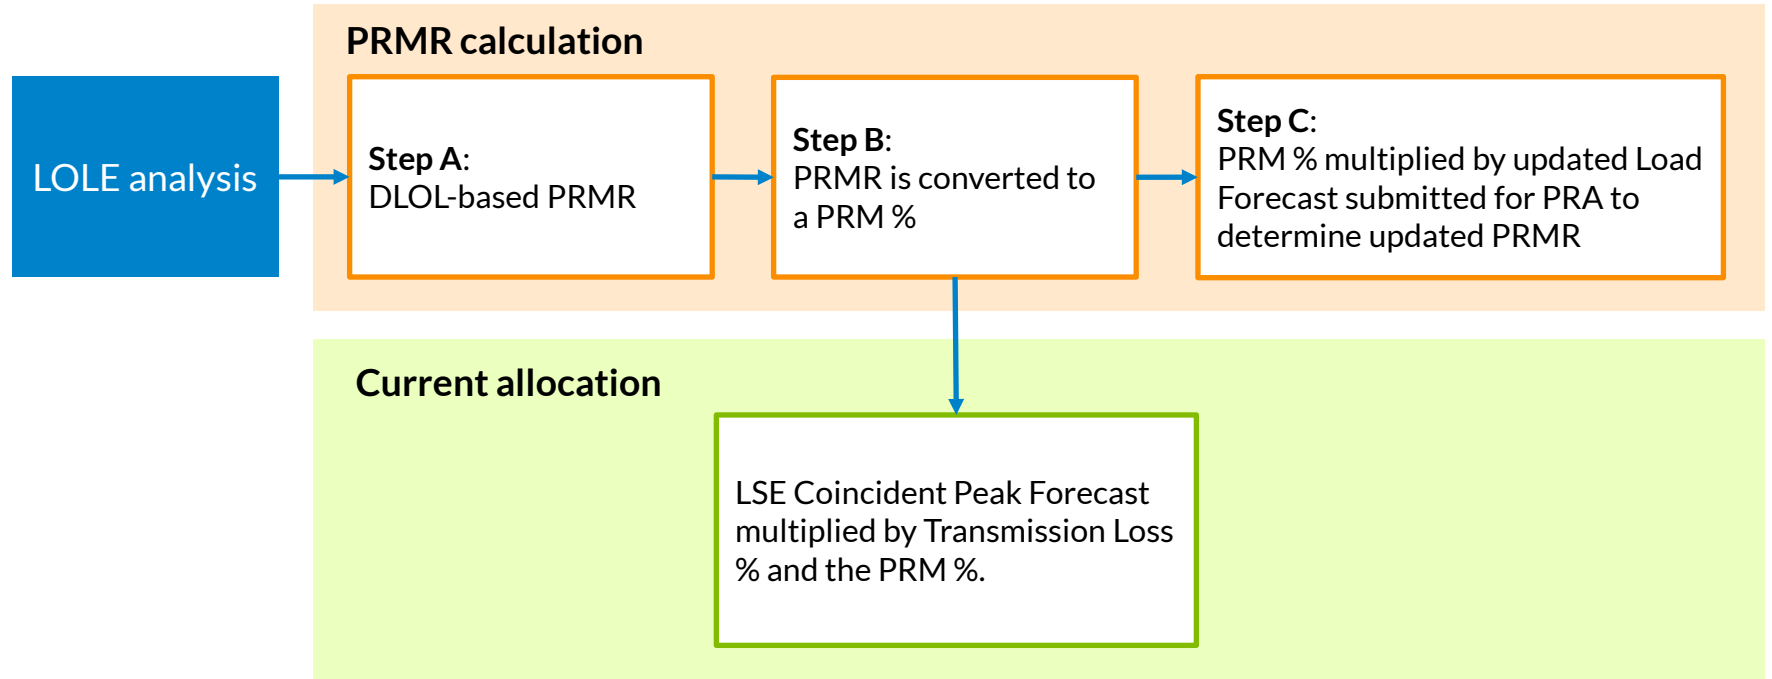 PRMR calculation
LOLE analysis
Step A:
DLOL-based PRMR
Step B:
PRMR is converted to
a PRM %
Step C:
PRM % multiplied by updated Load
Forecast submitted for PRA to
determine updated PRMR
Current allocation
LSE Coincident Peak Forecast
multiplied by Transmission Loss
% and the PRM %.